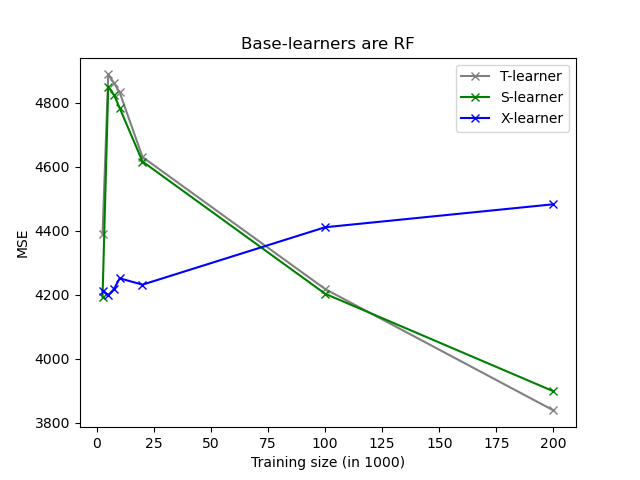 Base-learners are RF
T-learner
S-learner
X-learner
MSE
4800
4600
4400
4200
4000
3800
0 25 50 75 100 125 150 175 200
Training size (in 1000)